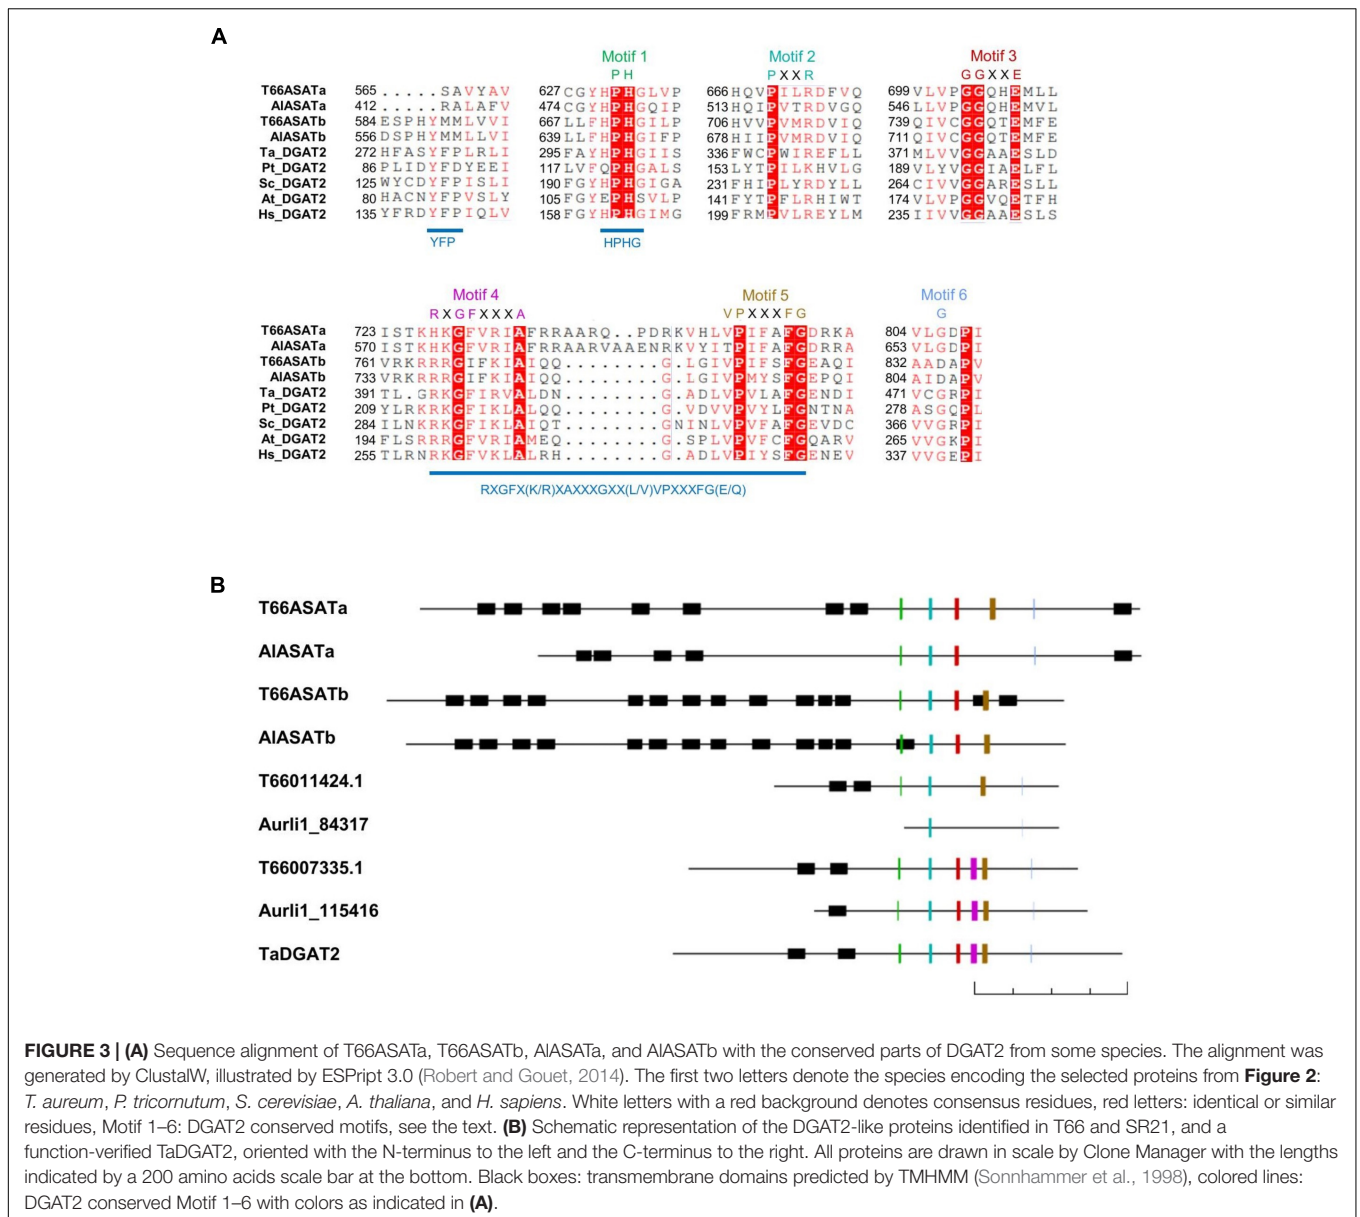 A
Motif 1 Motif 2 Motif 3
P H P X X R G G X X E
T66ASATa 565 .....SAVYAV 627 CGYHPHGLVP 666 HQVPILRDFVQ 699 VLVPGGQHEMLL
AlASATa 412 ....RALAFV 474 CGYHPHGQIP 513 HQIPVTRDVGQ 546 LLVPGGQHEMVL
T66ASATb 584 ESPHYMMLVVI 667 LLFHPHGILP 706 HVVPVMRDVIQ 739 QIVCGGQTEMFE
AlASATb 556 DSPHYMMLLVI 639 LLFHPHGIFP 678 HIIPVMRDVIQ 711 QIVCGGQTEMFE
Ta_DGAT2 272 HFASYFPLRLI 295 FAYHPHGIIS 336 FWCPWIREFLL 371 MLVVGGAAESLD
Pt_DGAT2 86 PLIDYFDYEEI 117 LVFQPHGALS 153 LYTPILKHVLG 189 VLYVGGIAELFL
Sc_DGAT2 125 WYCDYFPISLI 190 FGYHPHGIGA 231 FHIPLYRDYLL 264 CIVVGGARESLL
At_DGAT2 80 HACNYFPVSLY 105 FGYEPHSVLP 141 FYTPFLRHIWT 174 VLVPGGVQETFH
Hs_DGAT2 135 YFRDYFPIQLV 158 FGYHPHGIMG 199 FRMPVLREYLM 235 IIVVGGAAESLS
YFP HPHG
Motif 4 Motif 5 Motif 6
R X G F X X X A V P X X X F G G
T66ASATa 723 ISTKHKGFVRIAFRRAARQ..PDRKVHLVPIFAFGDRKA 804 VLGDPI
AlASATa 570 ISTKHKGFVRIAFRRAARVAAENRKVYITPIFAFGDRRA 653 VLGDPI
T66ASATb 761 VRKRRRGIFKIAIQQ........G.LGIVPIYSFGEAQI 832 AADAPV
AlASATb 733 VRKRRRGIFKIAIQQ........G.LGIVPMYSFGEPQI 804 AIDAPV
Ta_DGAT2 391 TL.GRKGFIRVALDN........G.ADLVPVLAFGENDI 471 VCGRPI
Pt_DGAT2 209 YLRKRKGFIKLALQQ........G.ADVVPVYLFGNTNA 278 ASGQPL
Sc_DGAT2 284 ILNKRKGFIKLAIQT........GNINLVPVFAFGEVDC 366 VVGRPI
At_DGAT2 194 FLSRRRGFVRIAMEQ........G.SPLVPVFCFGQARV 265 VVGKPI
Hs_DGAT2 255 TLRNRKGFVKLALRH........G.ADLVPIYSFGENEV 337 VVGEPI
RXGFX(K/R)XAXXXGXX(L/V)VPXXXFG(E/Q)
B
T66ASATa
AlASATa
T66ASATb
AlASATb
T66011424.1
Aurli1_84317
T66007335.1
Aurli1_115416
TaDGAT2
FIGURE 3 | (A) Sequence alignment of T66ASATa, T66ASATb, AlASATa, and AlASATb with the conserved parts of DGAT2 from some species. The alignment was
generated by ClustalW, illustrated by ESPript 3.0 (Robert and Gouet, 2014). The first two letters denote the species encoding the selected proteins from Figure 2:
T. aureum, P. tricornutum, S. cerevisiae, A. thaliana, and H. sapiens. White letters with a red background denotes consensus residues, red letters: identical or similar
residues, Motif 1–6: DGAT2 conserved motifs, see the text. (B) Schematic representation of the DGAT2-like proteins identified in T66 and SR21, and a
function-verified TaDGAT2, oriented with the N-terminus to the left and the C-terminus to the right. All proteins are drawn in scale by Clone Manager with the lengths
indicated by a 200 amino acids scale bar at the bottom. Black boxes: transmembrane domains predicted by TMHMM (Sonnhammer et al., 1998), colored lines:
DGAT2 conserved Motif 1–6 with colors as indicated in (A).